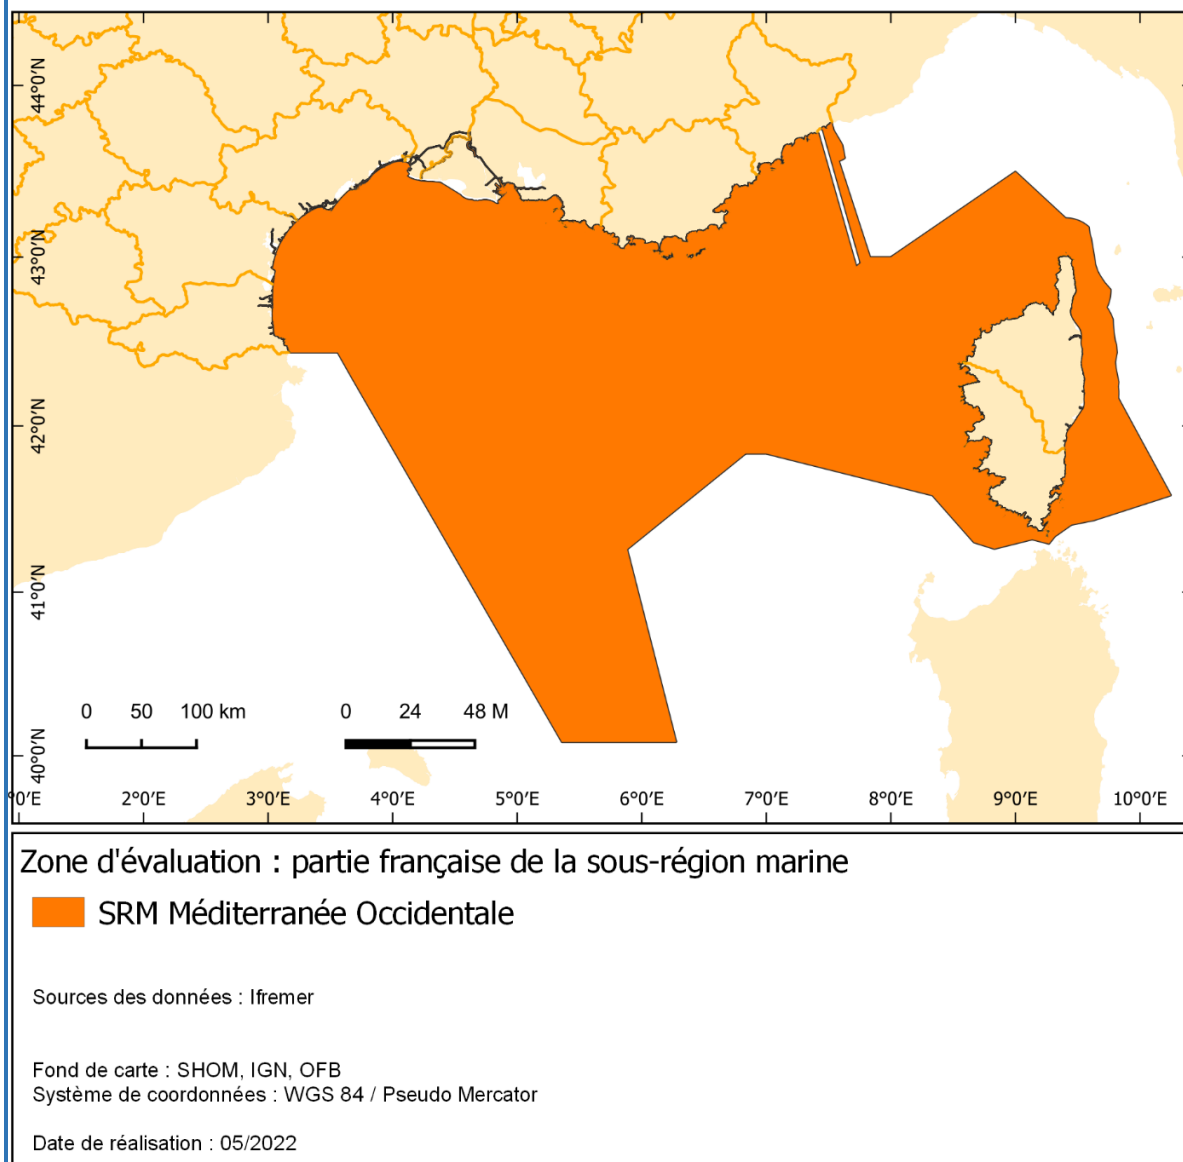 44°0'N
43°0'N
42°0'N
41°0'N
40°0'N
0 50 100 km
0 24 48 M
°0'E 2°0'E 3°0'E 4°0'E 5°0'E 6°0'E 7°0'E 8°0'E 9°0'E 10°0'E
Zone d'évaluation : partie française de la sous-région marine
SRM Méditerranée Occidentale
Sources des données : Ifremer
Fond de carte : SHOM, IGN, OFB
Système de coordonnées : WGS 84 / Pseudo Mercator
Date de réalisation : 05/2022